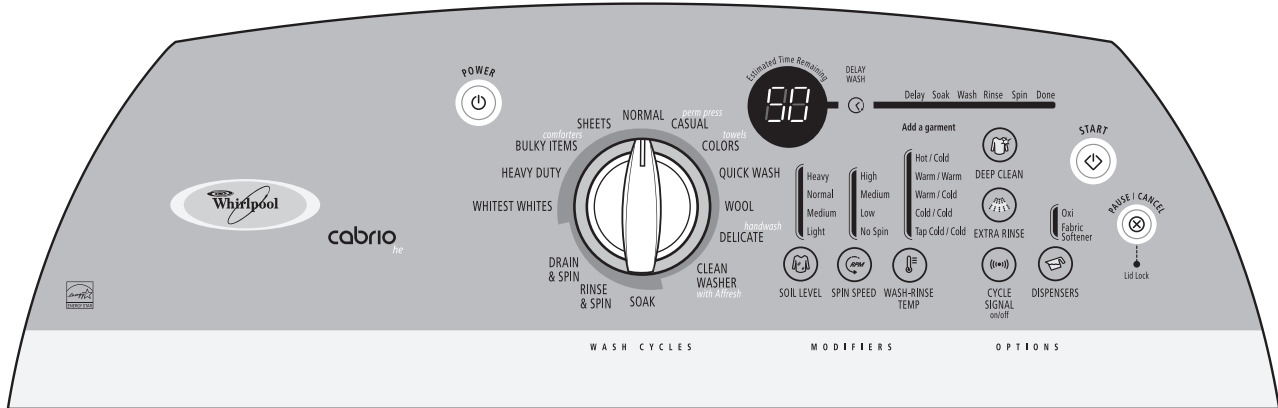 POWER
Whirlpool
cabrio
he
ENERGY STAR
NORMAL
perm press
CASUAL
towels
COLORS
QUICK WASH
WOOL
handwash
DELICATE
CLEAN
WASHER
with Affresh
SOAK
RINSE
& SPIN
DRAIN
& SPIN
WHITEST WHITES
HEAVY DUTY
comforters
BULKY ITEMS
SHEETS
Estimated Time Remaining
DELAY
WASH
Delay Soak Wash Rinse Spin Done
Add a garment
Heavy
Normal
Medium
Light
SOIL LEVEL
High
Medium
Low
No Spin
RPM
SPIN SPEED
Hot / Cold
Warm / Warm
Warm / Cold
Cold / Cold
Tap Cold / Cold
WASH-RINSE
TEMP
DEEP CLEAN
EXTRA RINSE
CYCLE
SIGNAL
on/off
Oxi
Fabric
Softener
DISPENSERS
START
PAUSE / CANCEL
Lid Lock
WASH CYCLES
MODIFIERS
OPTIONS